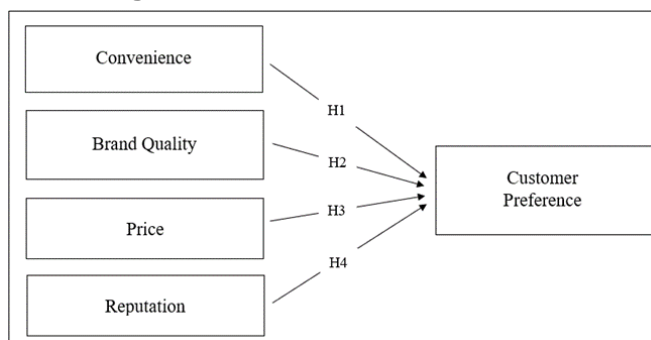 Convenience
H1
Brand Quality
H2
Customer
Preference
Price
H3
H4
Reputation